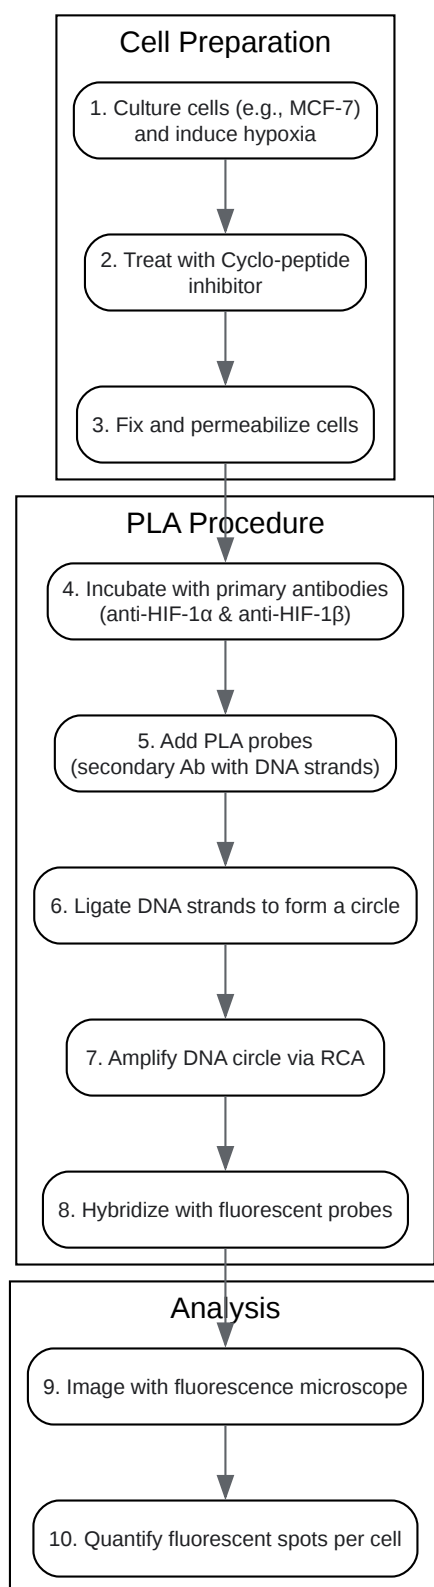 Cell Preparation
1. Culture cells (e.g., MCF-7)
and induce hypoxia
2. Treat with Cyclo-peptide
inhibitor
3. Fix and permeabilize cells
PLA Procedure
4. Incubate with primary antibodies
(anti-HIF-1α & anti-HIF-1β)
5. Add PLA probes
(secondary Ab with DNA strands)
6. Ligate DNA strands to form a circle
7. Amplify DNA circle via RCA
8. Hybridize with fluorescent probes
Analysis
9. Image with fluorescence microscope
10. Quantify fluorescent spots per cell